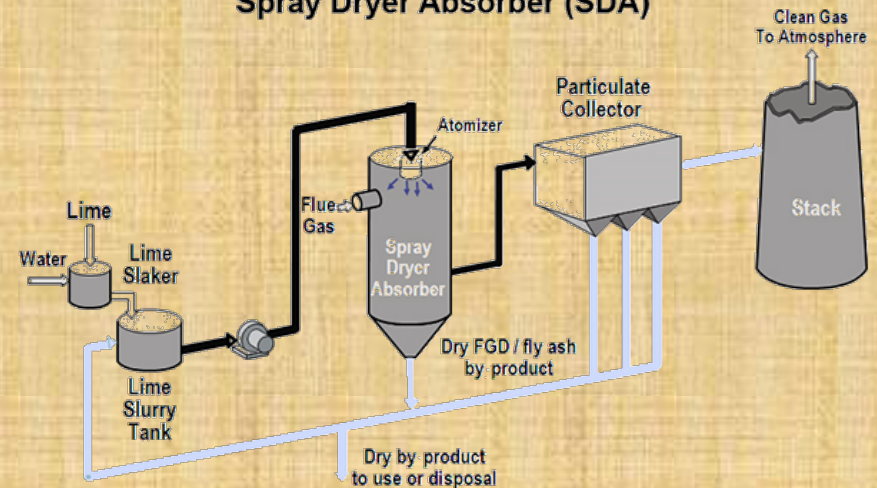 Spray Dryer Absorber (SDA)
Clean Gas
To Atmosphere
Particulate
Collector
Atomizer
Flue
Gas
Lime
Water
Lime
Slaker
Spray
Dryer
Absorber
Stack
Dry FGD / fly ash
by-product
Lime
Slurry
Tank
Dry by product
to use or disposal